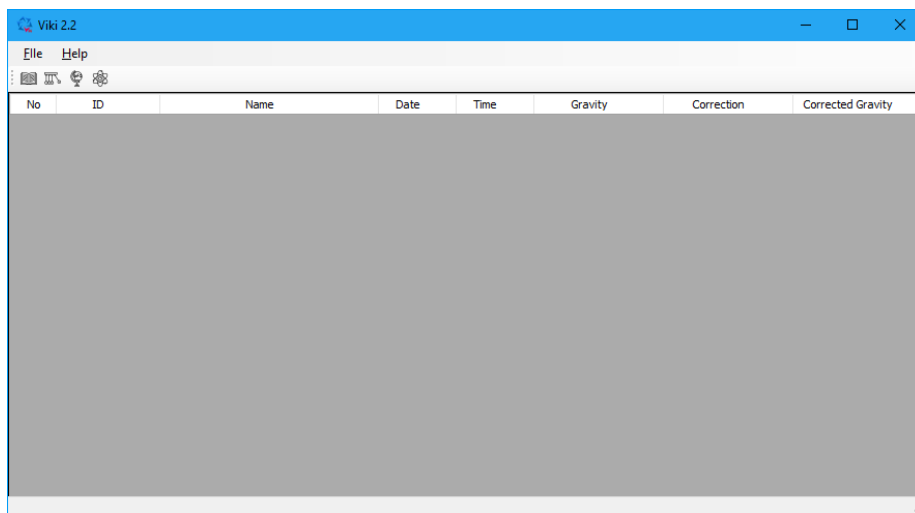 Viki 2.2
FIle Help
No ID Name Date Time Gravity Correction Corrected Gravity